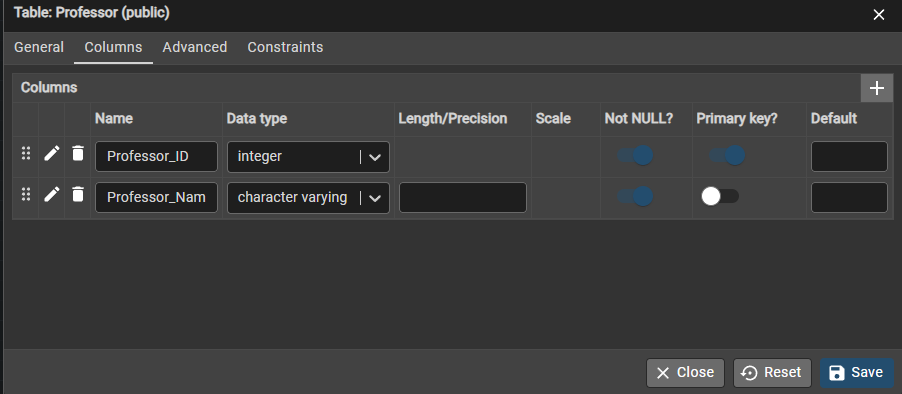 Table: Professor (public)
General Columns Advanced Constraints
Columns
Name Data type Length/Precision Scale Not NULL? Primary key? Default
Professor_ID integer
Professor_Nam character varying
Close Reset Save